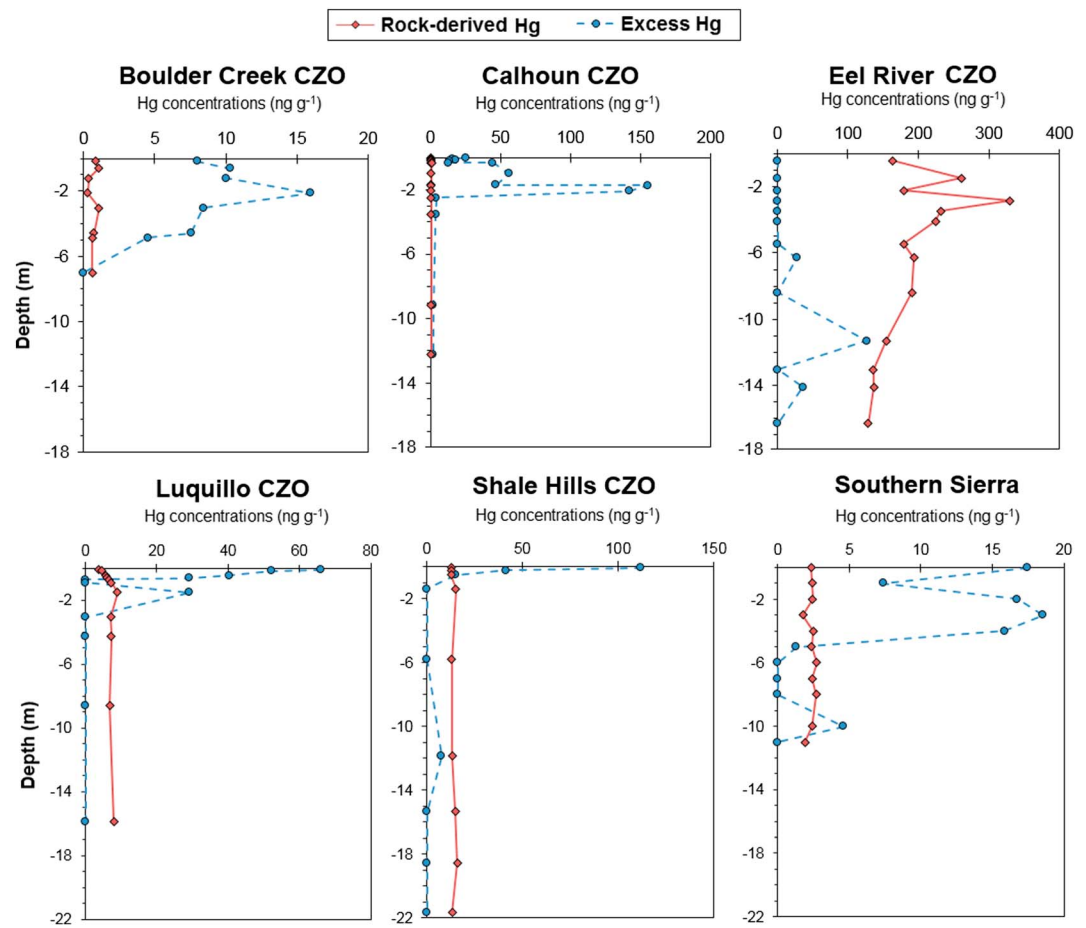 Rock-derived Hg Excess Hg
Boulder Creek CZO
Hg concentrations (ng g⁻¹)
0 5 10 15 20
Depth (m)
-2
-6
-10
-14
-18
Calhoun CZO
Hg concentrations (ng g⁻¹)
0 50 100 150 200
-2
-6
-10
-14
-18
Eel River CZO
Hg concentrations (ng g⁻¹)
0 100 200 300 400
-2
-6
-10
-14
-18
Luquillo CZO
Hg concentrations (ng g⁻¹)
0 20 40 60 80
Depth (m)
-2
-6
-10
-14
-18
-22
Shale Hills CZO
Hg concentrations (ng g⁻¹)
0 50 100 150
-2
-6
-10
-14
-18
-22
Southern Sierra
Hg concentrations (ng g⁻¹)
0 5 10 15 20
-2
-6
-10
-14
-18
-22